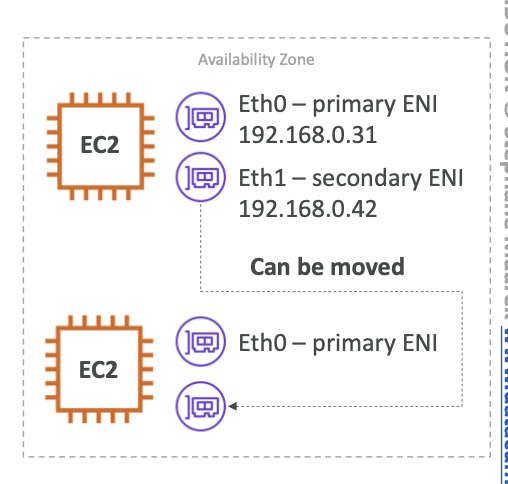 Availability Zone
EC2
Eth0 – primary ENI
192.168.0.31
Eth1 – secondary ENI
192.168.0.42
Can be moved
EC2
Eth0 – primary ENI